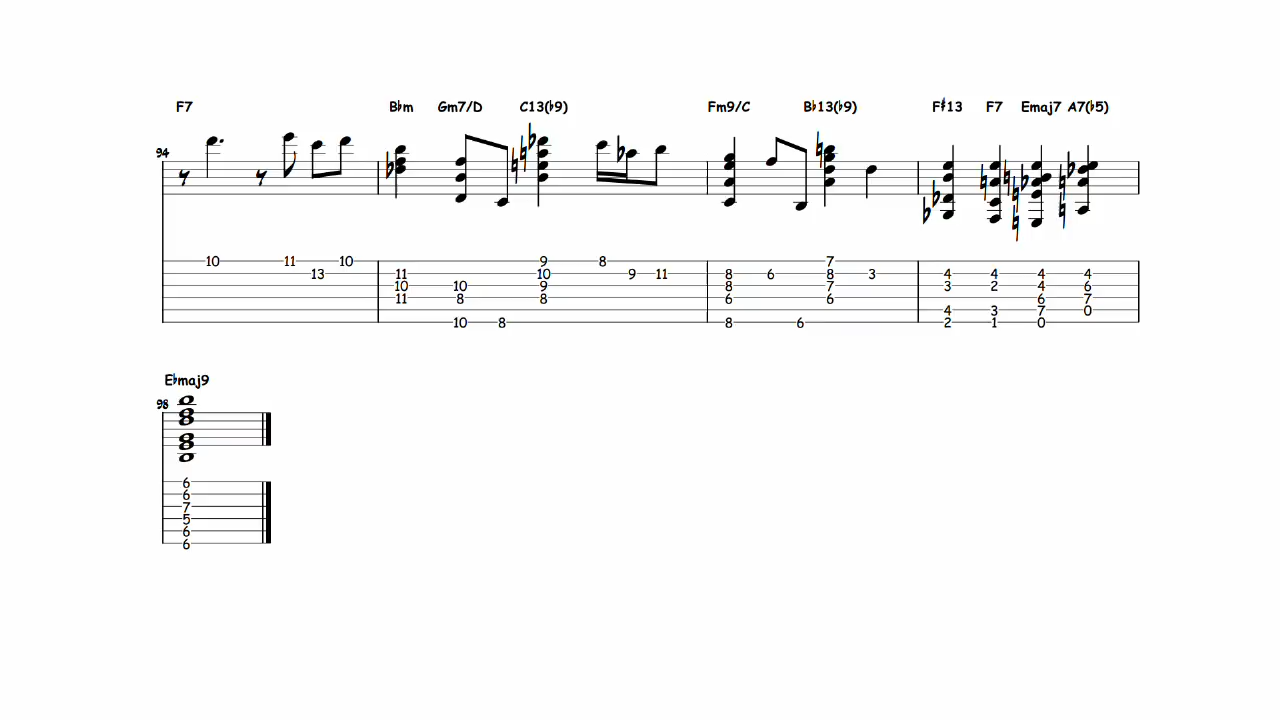 F7 B♭m Gm7/D C13(♭9) Fm9/C B♭13(♭9) F♯13 F7 Emaj7 A7(♭5)
94
10 11 10 9 8 7
13 11 10 9 11 8 6 8 3 4 4 4 4
10 10 9 8 7 3 2 4 6
11 8 8 6 6 6 7
4 3 7 0
10 8 8 6 2 1 0
E♭maj9
98
6
6
7
5
6
6